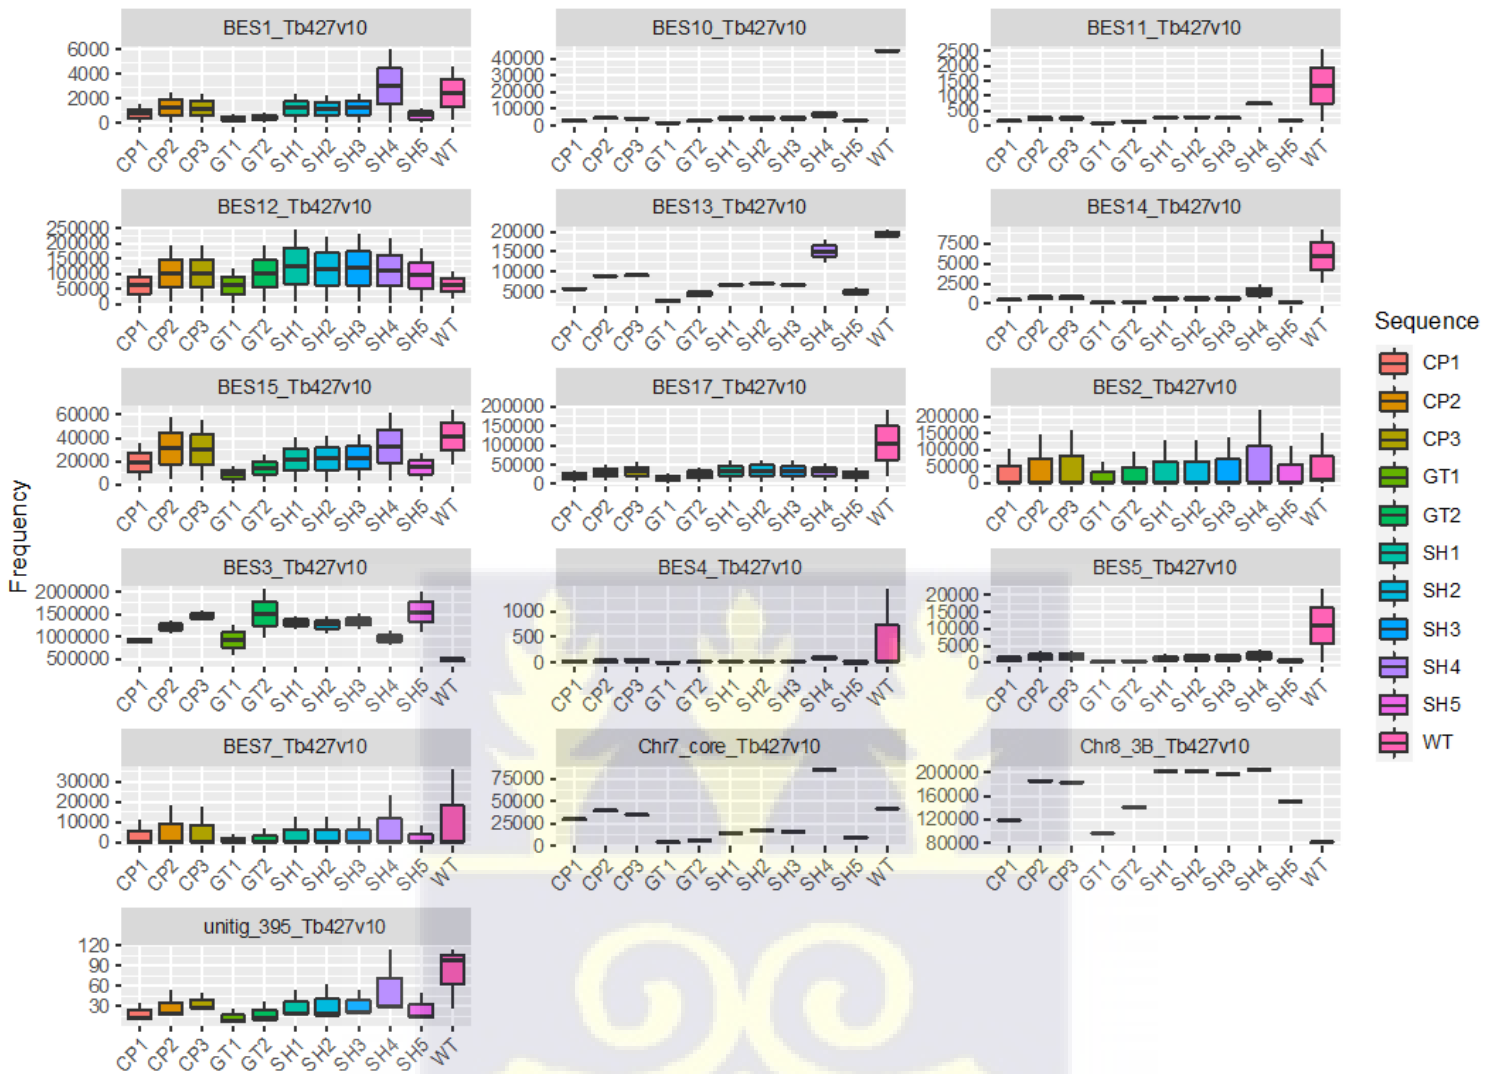 BES1_Tb427v10
6000
4000
2000
0
CP1 CP2 CP3 GT1 GT2 SH1 SH2 SH3 SH4 SH5 WT
BES10_Tb427v10
40000
30000
20000
10000
0
CP1 CP2 CP3 GT1 GT2 SH1 SH2 SH3 SH4 SH5 WT
BES11_Tb427v10
2500
2000
1500
1000
500
0
CP1 CP2 CP3 GT1 GT2 SH1 SH2 SH3 SH4 SH5 WT
BES12_Tb427v10
250000
200000
150000
100000
50000
0
CP1 CP2 CP3 GT1 GT2 SH1 SH2 SH3 SH4 SH5 WT
BES13_Tb427v10
20000
15000
10000
5000
CP1 CP2 CP3 GT1 GT2 SH1 SH2 SH3 SH4 SH5 WT
BES14_Tb427v10
7500
5000
2500
0
CP1 CP2 CP3 GT1 GT2 SH1 SH2 SH3 SH4 SH5 WT
BES15_Tb427v10
60000
40000
20000
0
CP1 CP2 CP3 GT1 GT2 SH1 SH2 SH3 SH4 SH5 WT
BES17_Tb427v10
200000
150000
100000
50000
0
CP1 CP2 CP3 GT1 GT2 SH1 SH2 SH3 SH4 SH5 WT
BES2_Tb427v10
200000
150000
100000
50000
0
CP1 CP2 CP3 GT1 GT2 SH1 SH2 SH3 SH4 SH5 WT
Frequency
BES3_Tb427v10
2000000
1500000
1000000
500000
CP1 CP2 CP3 GT1 GT2 SH1 SH2 SH3 SH4 SH5 WT
BES4_Tb427v10
1000
500
0
CP1 CP2 CP3 GT1 GT2 SH1 SH2 SH3 SH4 SH5 WT
BES5_Tb427v10
20000
15000
10000
5000
0
CP1 CP2 CP3 GT1 GT2 SH1 SH2 SH3 SH4 SH5 WT
BES7_Tb427v10
30000
20000
10000
0
CP1 CP2 CP3 GT1 GT2 SH1 SH2 SH3 SH4 SH5 WT
Chr7_core_Tb427v10
75000
50000
25000
0
CP1 CP2 CP3 GT1 GT2 SH1 SH2 SH3 SH4 SH5 WT
Chr8_3B_Tb427v10
200000
160000
120000
80000
CP1 CP2 CP3 GT1 GT2 SH1 SH2 SH3 SH4 SH5 WT
unitig_395_Tb427v10
120
90
60
30
CP1 CP2 CP3 GT1 GT2 SH1 SH2 SH3 SH4 SH5 WT
Sequence
CP1
CP2
CP3
GT1
GT2
SH1
SH2
SH3
SH4
SH5
WT